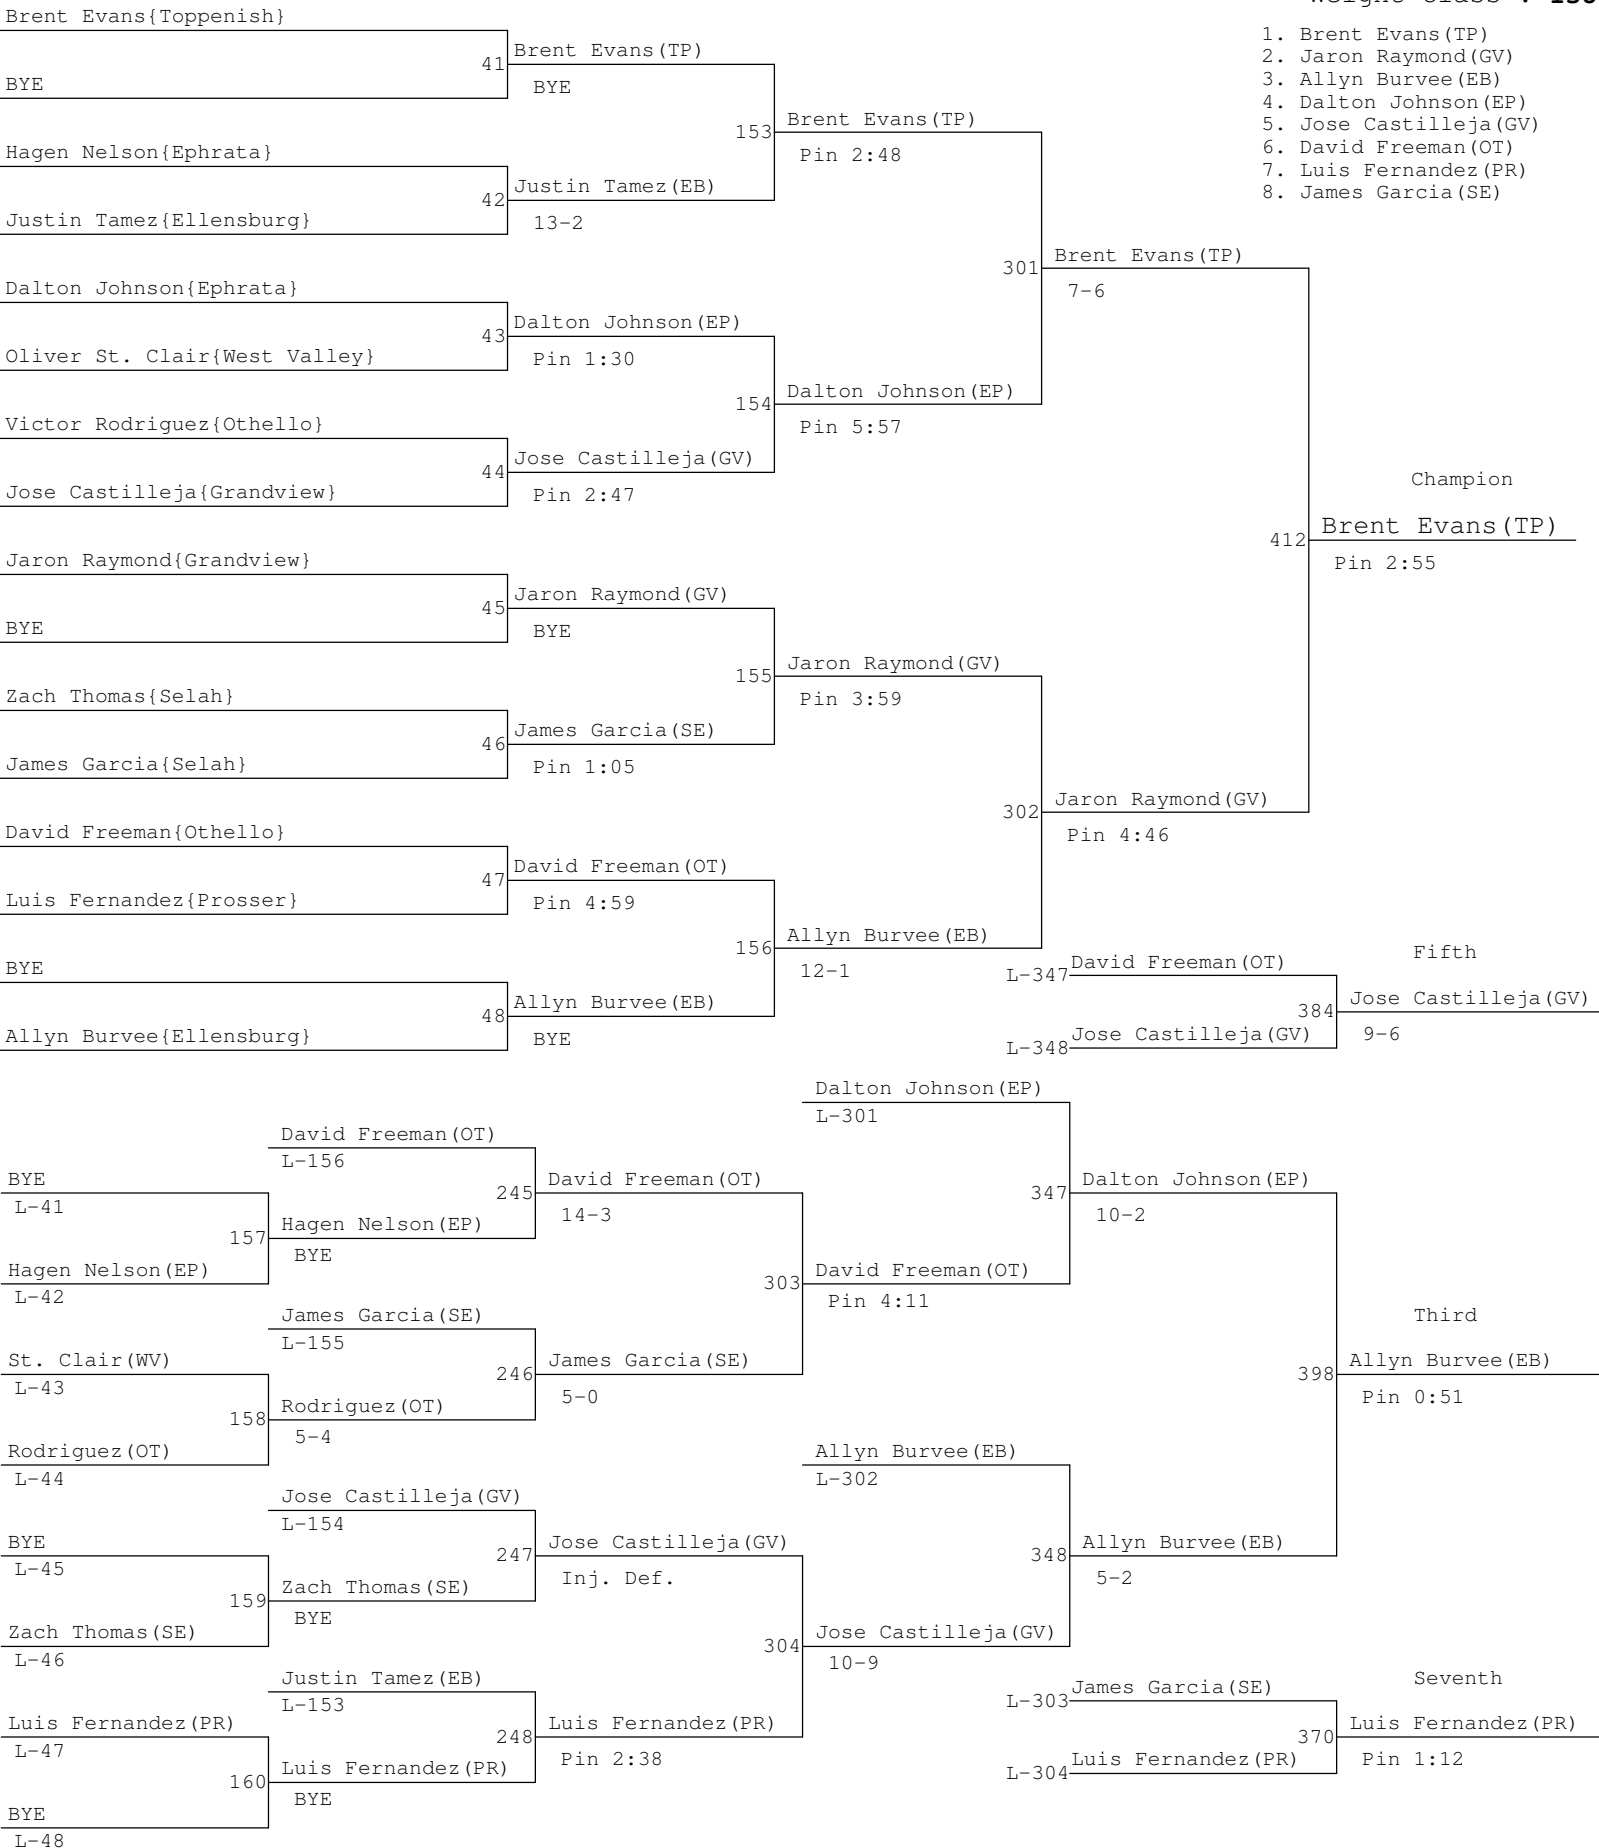 Weight Class : 130
1. Brent Evans(TP)
2. Jaron Raymond(GV)
3. Allyn Burvee(EB)
4. Dalton Johnson(EP)
5. Jose Castilleja(GV)
6. David Freeman(OT)
7. Luis Fernandez(PR)
8. James Garcia(SE)
Brent Evans{Toppenish}
41
Brent Evans(TP)
BYE
BYE
153
Brent Evans(TP)
Pin 2:48
Hagen Nelson{Ephrata}
42
Justin Tamez(EB)
13-2
Justin Tamez{Ellensburg}
301
Brent Evans(TP)
7-6
Dalton Johnson{Ephrata}
43
Dalton Johnson(EP)
Pin 1:30
Oliver St. Clair{West Valley}
154
Dalton Johnson(EP)
Pin 5:57
Victor Rodriguez{Othello}
44
Jose Castilleja(GV)
Pin 2:47
Jose Castilleja{Grandview}
Champion
412
Brent Evans(TP)
Pin 2:55
Jaron Raymond{Grandview}
45
Jaron Raymond(GV)
BYE
BYE
155
Jaron Raymond(GV)
Pin 3:59
Zach Thomas{Selah}
46
James Garcia(SE)
Pin 1:05
James Garcia{Selah}
302
Jaron Raymond(GV)
Pin 4:46
David Freeman{Othello}
47
David Freeman(OT)
Pin 4:59
Luis Fernandez{Prosser}
156
Allyn Burvee(EB)
12-1
BYE
48
Allyn Burvee(EB)
BYE
Allyn Burvee{Ellensburg}
Fifth
L-347
David Freeman(OT)
384
Jose Castilleja(GV)
9-6
L-348
Jose Castilleja(GV)
Dalton Johnson(EP)
L-301
David Freeman(OT)
L-156
BYE
L-41
245
David Freeman(OT)
14-3
347
Dalton Johnson(EP)
10-2
157
Hagen Nelson(EP)
BYE
Hagen Nelson(EP)
L-42
303
David Freeman(OT)
Pin 4:11
James Garcia(SE)
L-155
Third
St. Clair(WV)
L-43
246
James Garcia(SE)
5-0
398
Allyn Burvee(EB)
Pin 0:51
158
Rodriguez(OT)
5-4
Rodriguez(OT)
L-44
Allyn Burvee(EB)
L-302
Jose Castilleja(GV)
L-154
BYE
L-45
247
Jose Castilleja(GV)
Inj. Def.
348
Allyn Burvee(EB)
5-2
159
Zach Thomas(SE)
BYE
Zach Thomas(SE)
L-46
304
Jose Castilleja(GV)
10-9
Justin Tamez(EB)
L-153
Seventh
L-303
James Garcia(SE)
Luis Fernandez(PR)
L-47
248
Luis Fernandez(PR)
Pin 2:38
370
Luis Fernandez(PR)
Pin 1:12
160
Luis Fernandez(PR)
BYE
L-304
Luis Fernandez(PR)
BYE
L-48